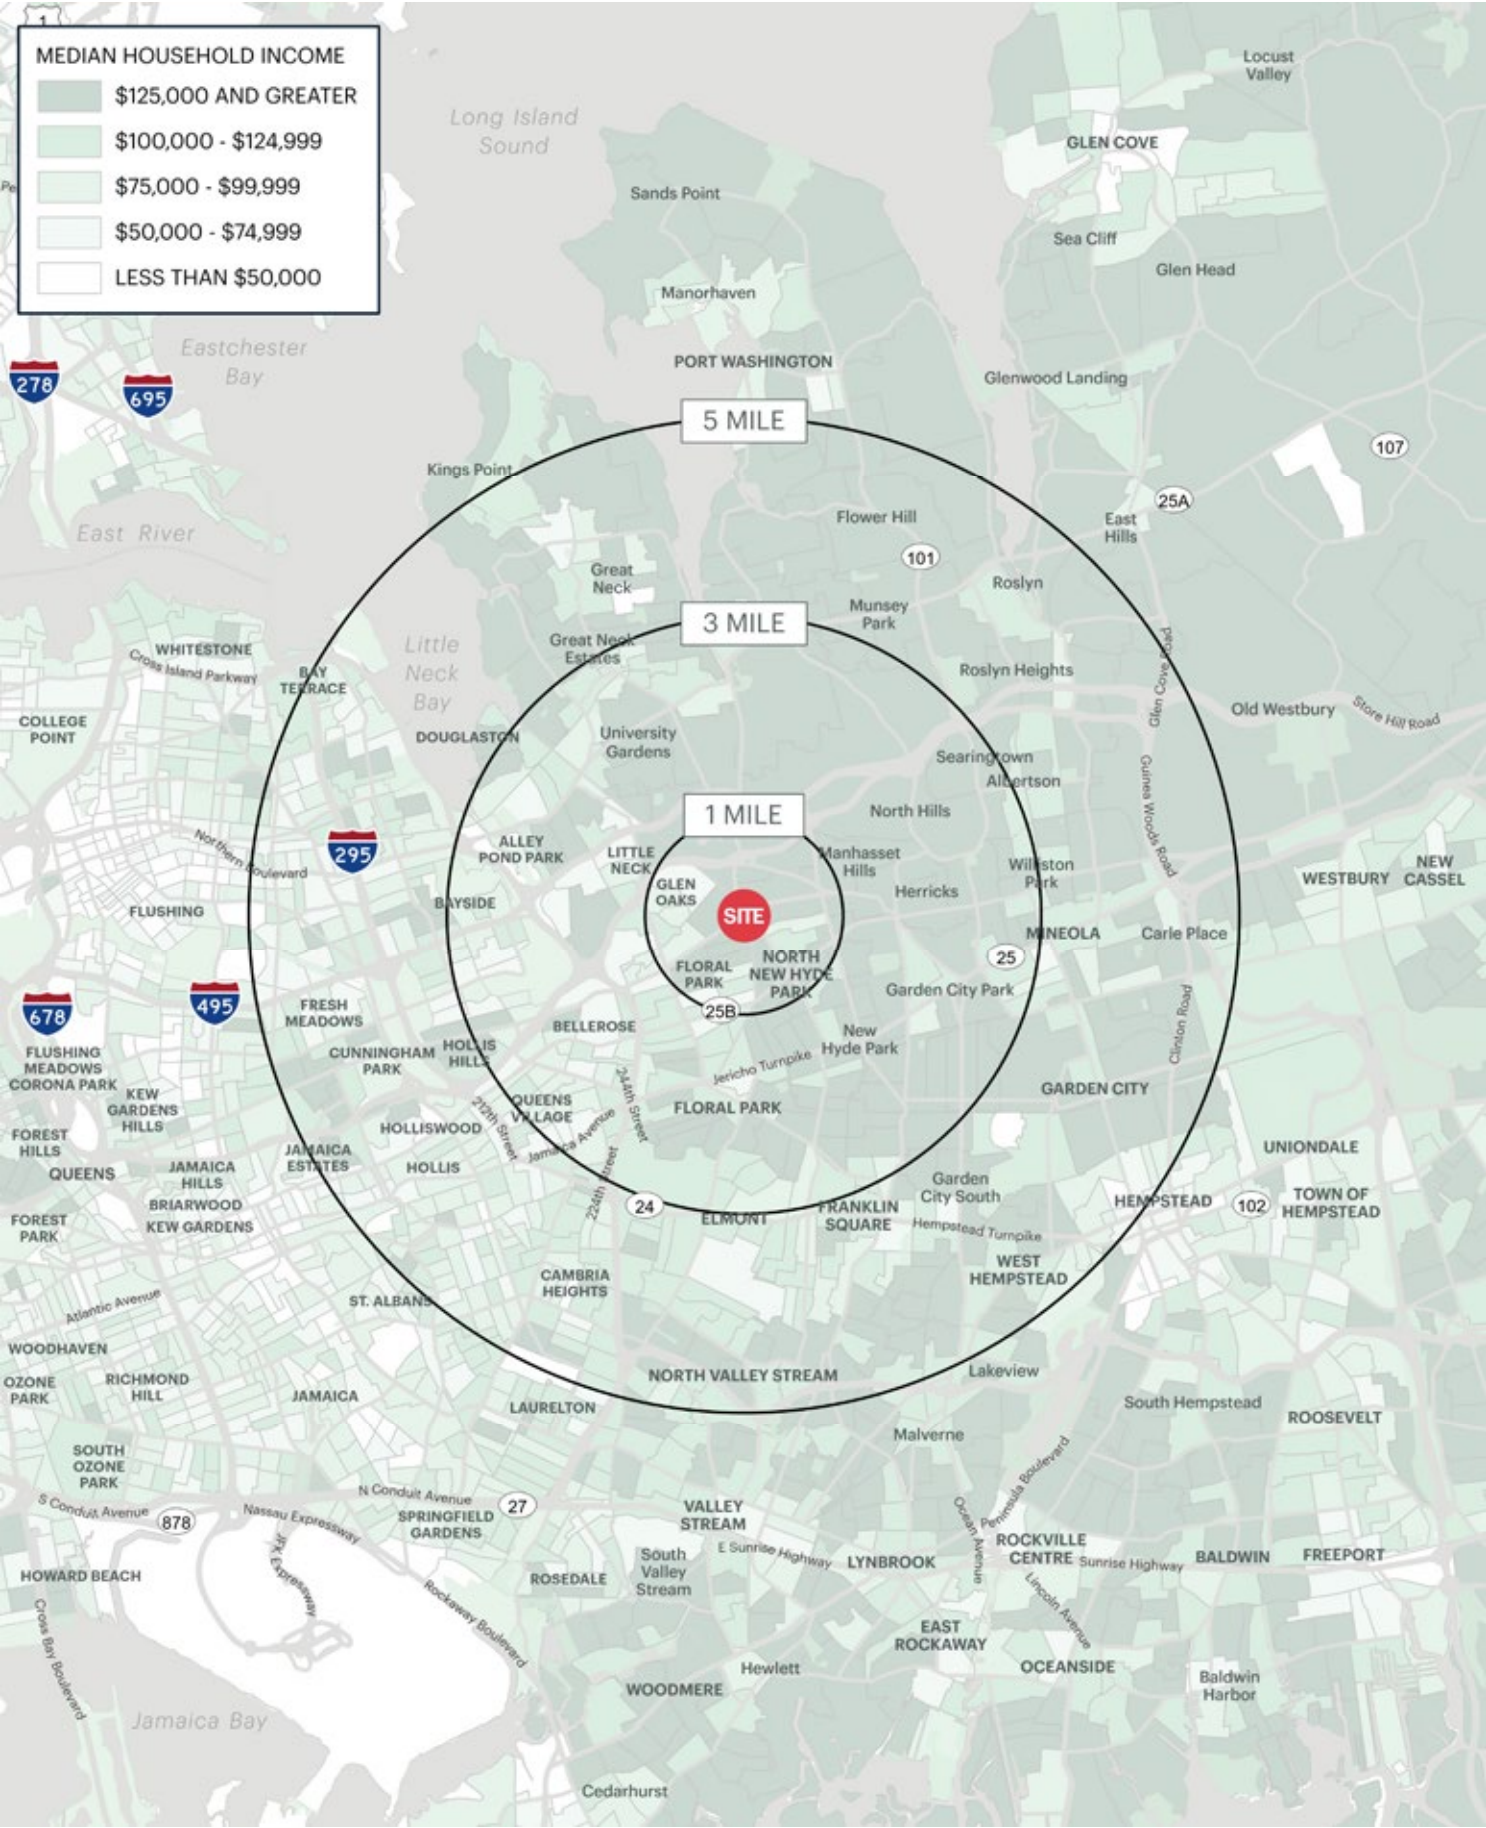 1
MEDIAN HOUSEHOLD INCOME
$125,000 AND GREATER
$100,000 - $124,999
$75,000 - $99,999
$50,000 - $74,999
LESS THAN $50,000
Pe
Long Island
Sound
Locust
Valley
GLEN COVE
Sands Point
Sea Cliff
Glen Head
Manorhaven
Eastchester
Bay
PORT WASHINGTON
278
695
Glenwood Landing
5 MILE
107
Kings Point
25A
Flower Hill
East
Hills
East River
101
Great
Neck
Roslyn
Munsey
Park
3 MILE
Great Neck
Estates
WHITESTONE
Cross Island Parkway
Little
Neck
Bay
BAY
TERRACE
Roslyn Heights
Glen Cove Road
Old Westbury
Store Hill Road
COLLEGE
POINT
DOUGLASTON
University
Gardens
Searingtown
Albertson
Guinea Woods Road
1 MILE
North Hills
Northern Boulevard
295
ALLEY
POND PARK
LITTLE
NECK
Manhasset
Hills
Williston
Park
WESTBURY
NEW
CASSEL
GLEN
OAKS
Herricks
FLUSHING
BAYSIDE
SITE
MINEOLA
Carle Place
25
FLORAL
PARK
NORTH
NEW HYDE
PARK
Garden City Park
678
495
FRESH
MEADOWS
25B
BELLEROSE
New
Hyde Park
Clinton Road
FLUSHING
MEADOWS
CORONA PARK
CUNNINGHAM
PARK
HOLLIS
HILLS
Jericho Turnpike
KEW
GARDENS
HILLS
244th Street
GARDEN CITY
QUEENS
VILLAGE
212th Street
FLORAL PARK
HOLLISWOOD
Jamaica Avenue
FOREST
HILLS
QUEENS
JAMAICA
HILLS
JAMAICA
ESTATES
HOLLIS
UNIONDALE
224th Street
Garden
City South
BRIARWOOD
KEW GARDENS
24
ELMONT
FRANKLIN
SQUARE
HEMPSTEAD
102
TOWN OF
HEMPSTEAD
FOREST
PARK
Hempstead Turnpike
WEST
HEMPSTEAD
CAMBRIA
HEIGHTS
Atlantic Avenue
ST. ALBANS
WOODHAVEN
NORTH VALLEY STREAM
Lakeview
OZONE
PARK
RICHMOND
HILL
JAMAICA
LAURELTON
South Hempstead
ROOSEVELT
Malverne
SOUTH
OZONE
PARK
Peninsula Boulevard
S Conduit Avenue
878
Nassau Expressway
N Conduit Avenue
27
SPRINGFIELD
GARDENS
VALLEY
STREAM
Ocean Avenue
JFK Expressway
South
Valley
Stream
E Sunrise Highway
LYNBROOK
ROCKVILLE
CENTRE
Sunrise Highway
BALDWIN
FREEPORT
HOWARD BEACH
ROSEDALE
Rockaway Boulevard
Lincoln Avenue
Cross Bay Boulevard
EAST
ROCKAWAY
Hewlett
OCEANSIDE
WOODMERE
Baldwin
Harbor
Jamaica Bay
Cedarhurst